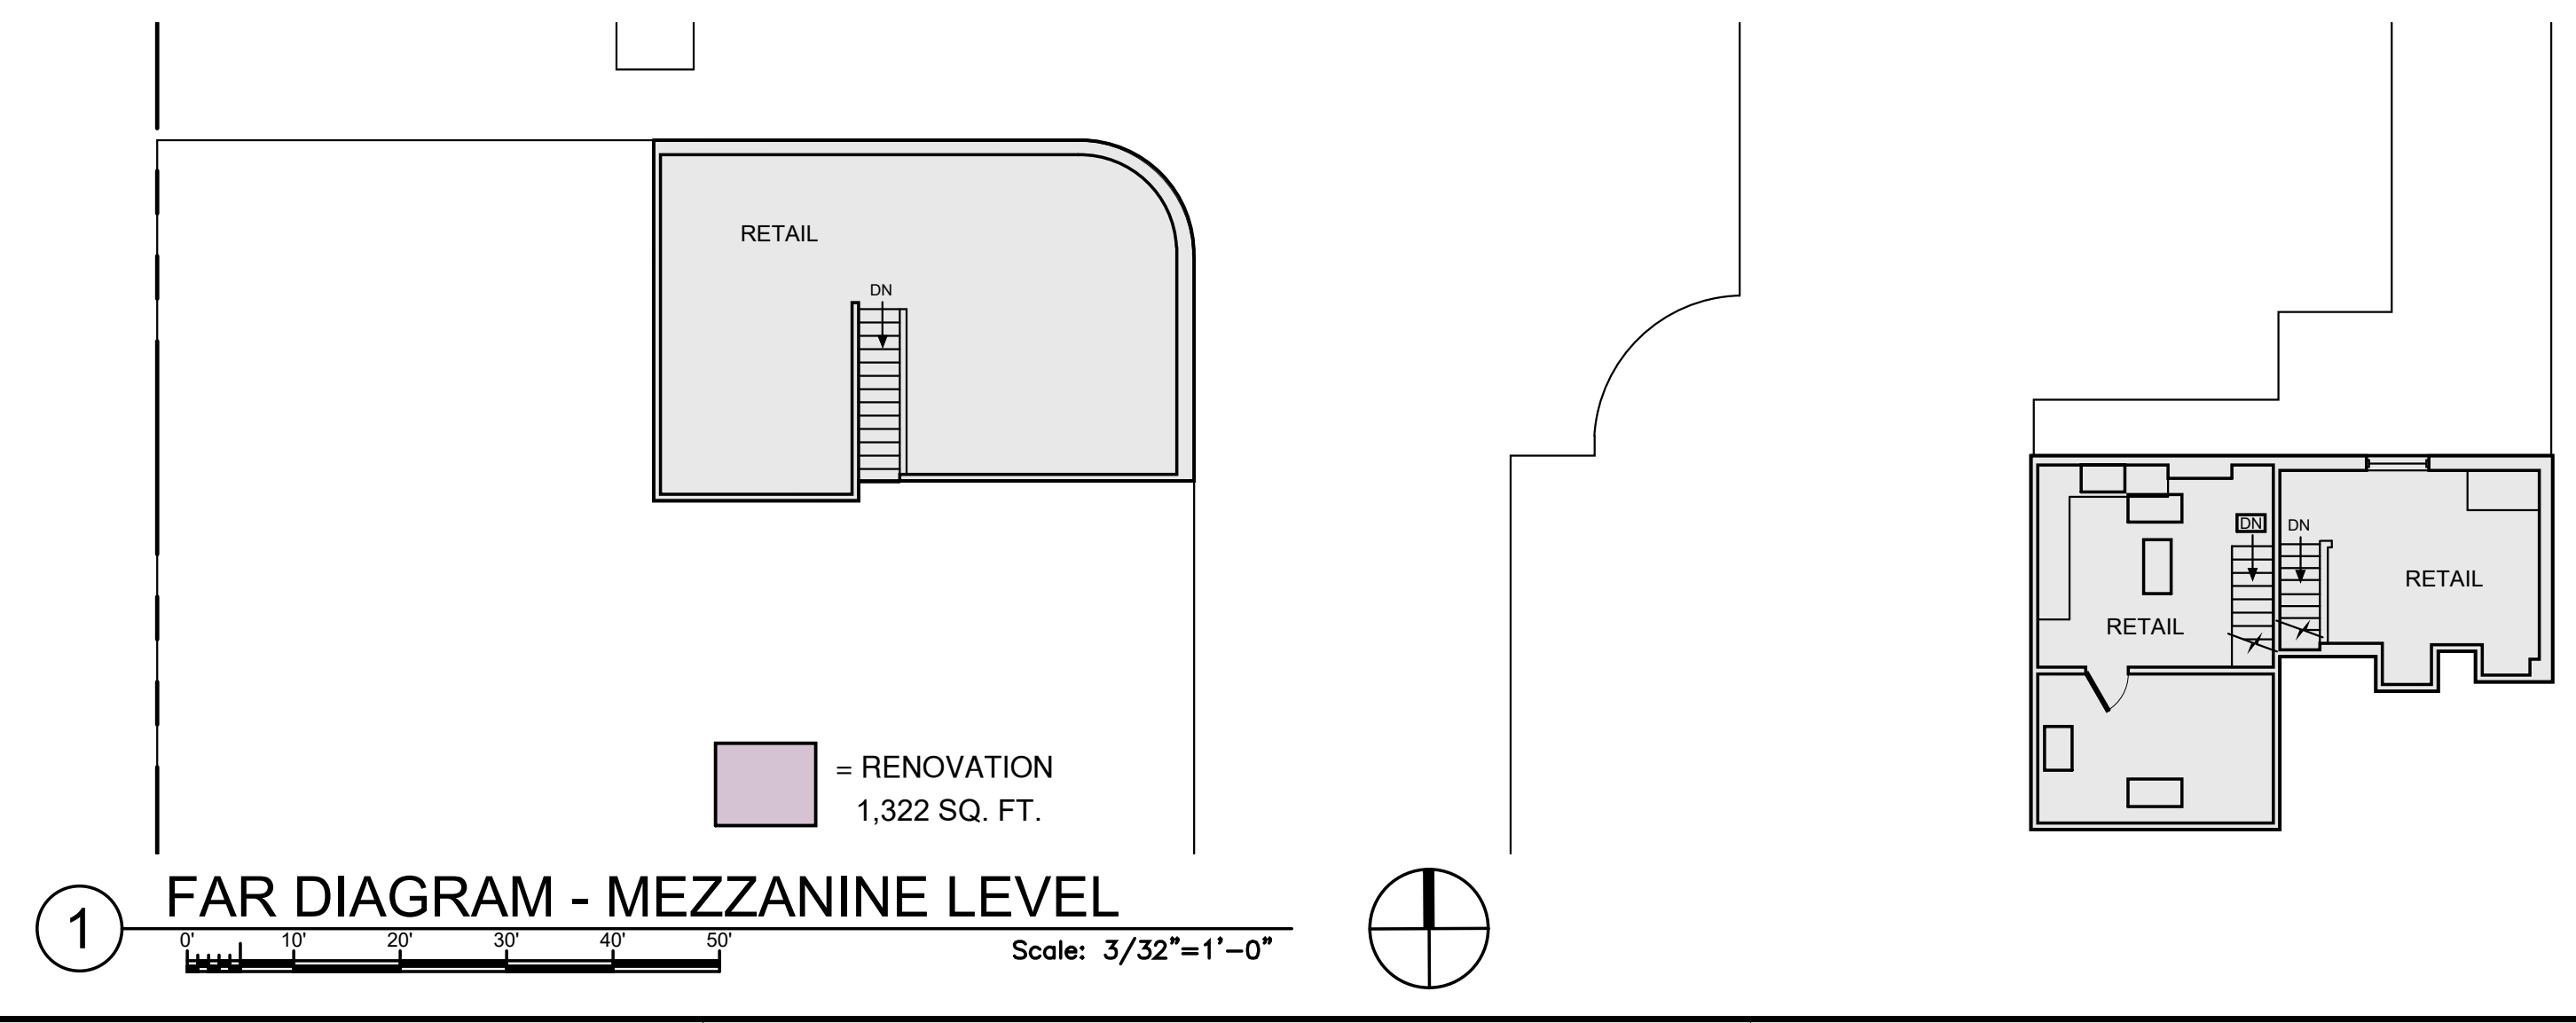 RETAIL
DN
DN
DN
RETAIL
RETAIL
= RENOVATION
1,322 SQ. FT.
1
FAR DIAGRAM - MEZZANINE LEVEL
0' 10' 20' 30' 40' 50'
Scale: 3/32"=1'-0"